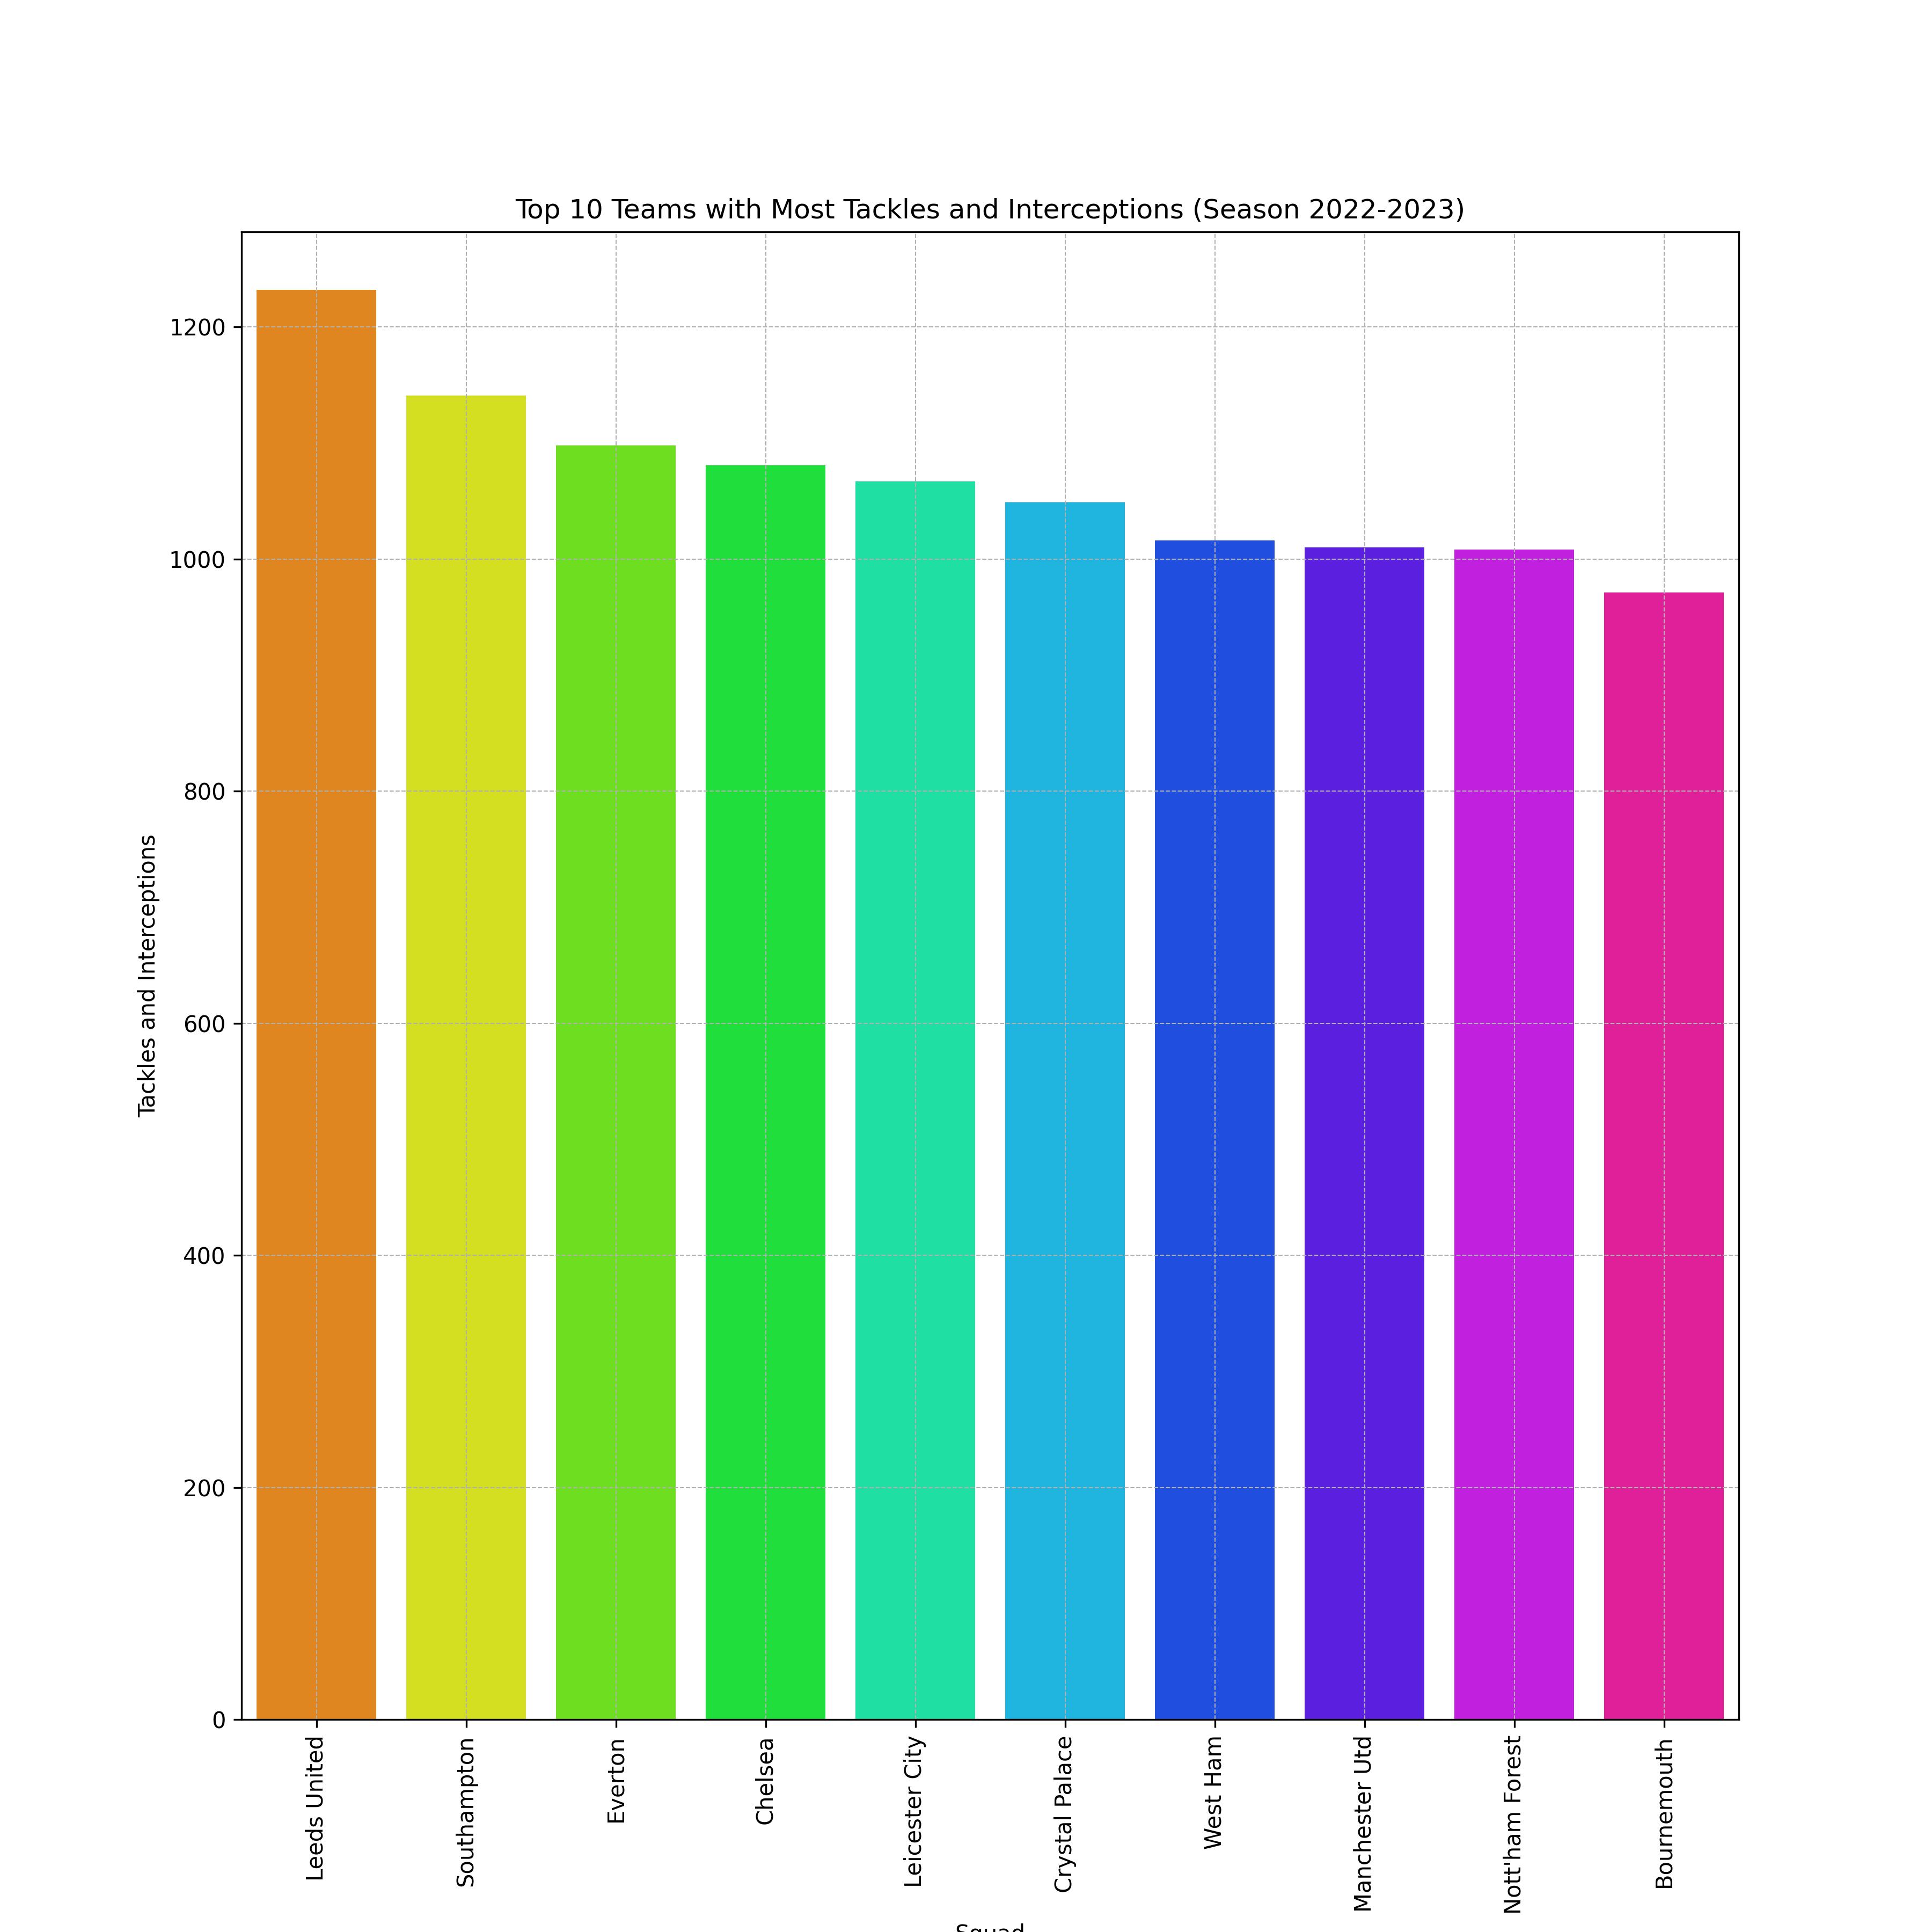 Top 10 Teams with Most Tackles and Interceptions (Season 2022-2023)
Tackles and Interceptions
1200
1000
800
600
400
200
0
Leeds United
Southampton
Everton
Chelsea
Leicester City
Crystal Palace
West Ham
Manchester Utd
Nott'ham Forest
Bournemouth
Squad